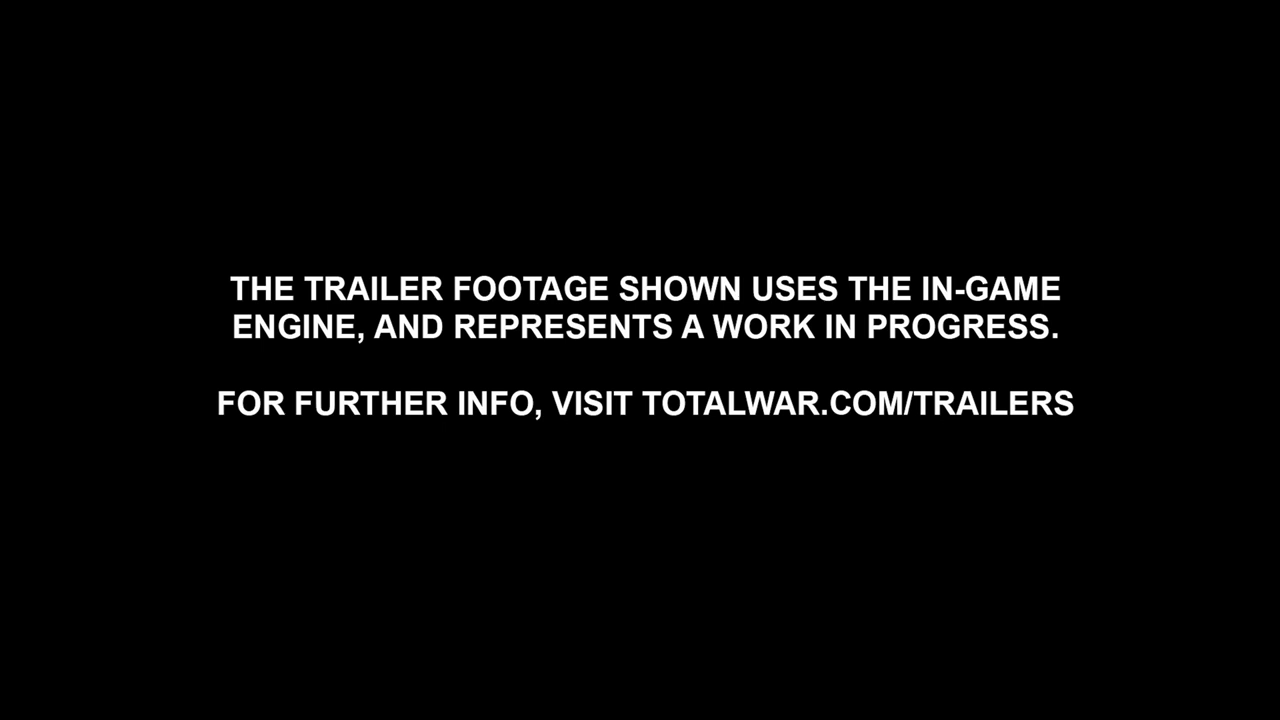 THE TRAILER FOOTAGE SHOWN USES THE IN-GAME
ENGINE, AND REPRESENTS A WORK IN PROGRESS.
FOR FURTHER INFO, VISIT TOTALWAR.COM/TRAILERS